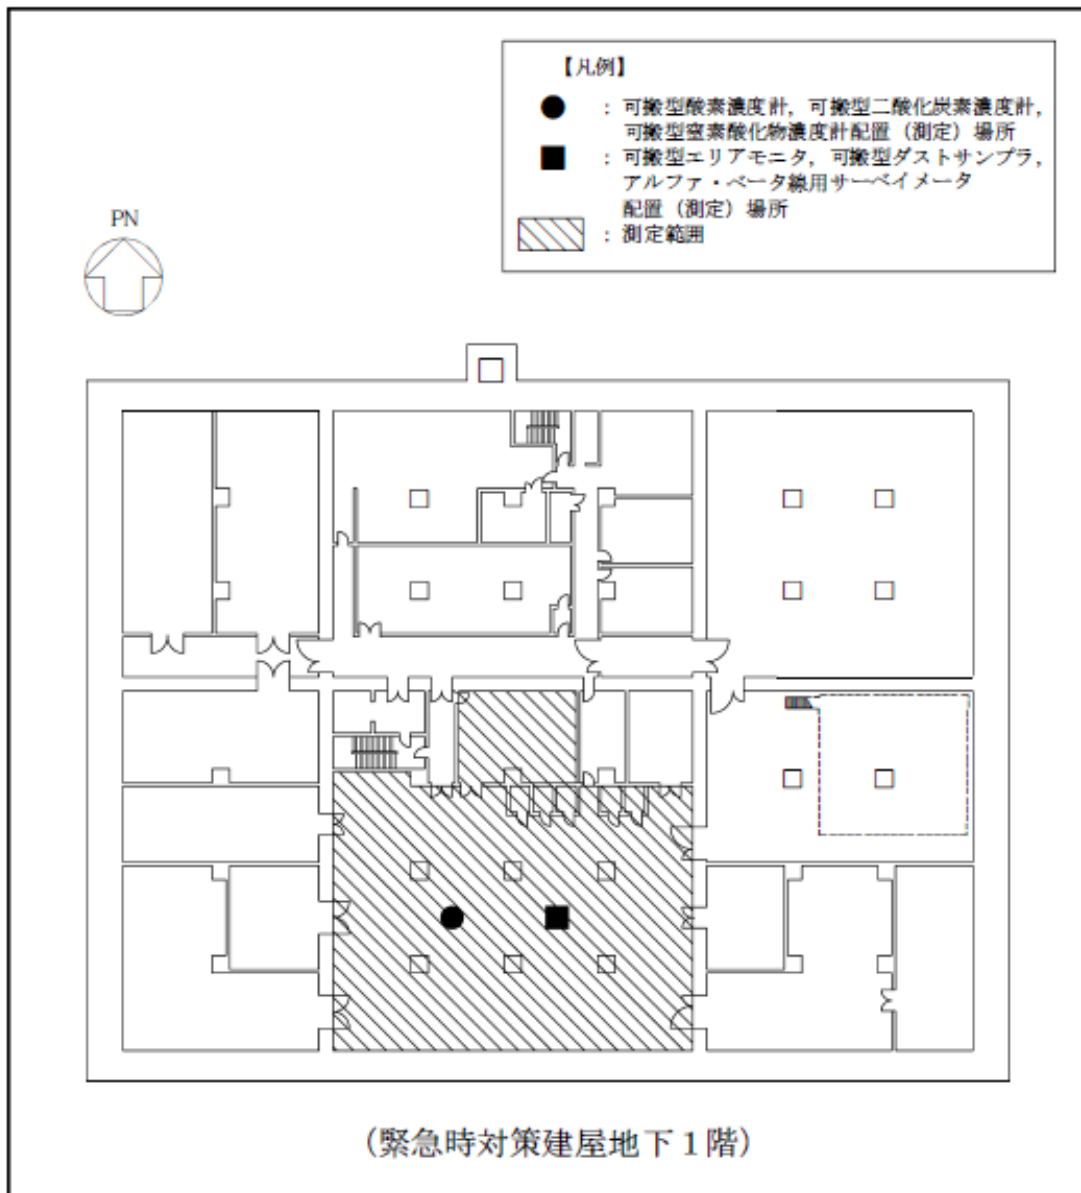 【凡例】
● : 可搬型酸素濃度計，可搬型二酸化炭素濃度計，
可搬型窒素酸化物濃度計配置（測定）場所
■ : 可搬型エリアモニタ，可搬型ダストサンプラ，
アルファ・ベータ線用サーベイメータ
配置（測定）場所
: 測定範囲
PN
（緊急時対策建屋地下１階）